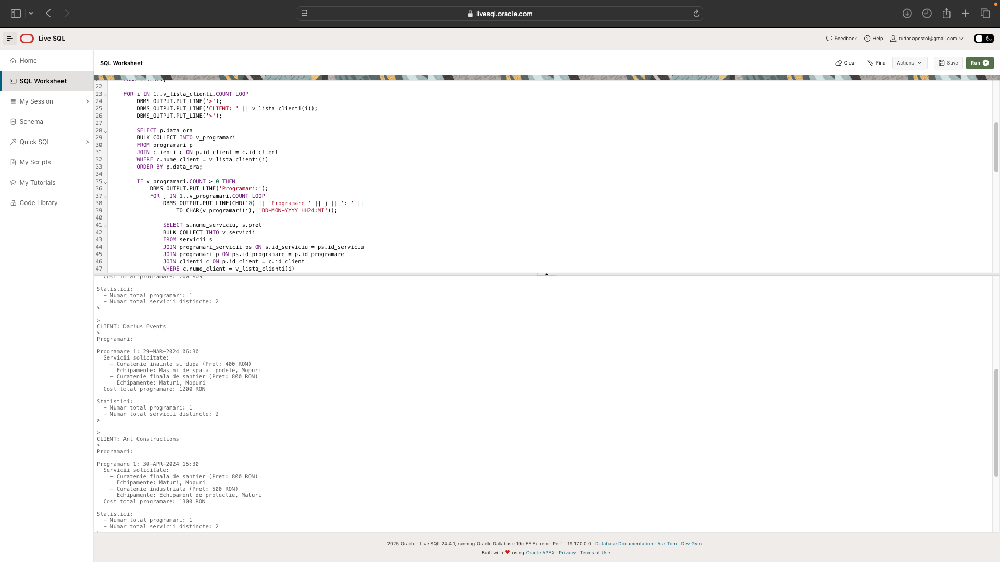 livesql.oracle.com
Live SQL
Feedback
Help
tudor.apostol@gmail.com
Home
SQL Worksheet
My Session
Schema
Quick SQL
My Scripts
My Tutorials
Code Library
SQL Worksheet
Clear
Find
Actions
Save
Run
21 FROM clienti;
22
23 FOR i IN 1..v_lista_clienti.COUNT LOOP
24 DBMS_OUTPUT.PUT_LINE('>');
25 DBMS_OUTPUT.PUT_LINE('CLIENT: ' || v_lista_clienti(i));
26 DBMS_OUTPUT.PUT_LINE('>');
27
28 SELECT p.data_ora
29 BULK COLLECT INTO v_programari
30 FROM programari p
31 JOIN clienti c ON p.id_client = c.id_client
32 WHERE c.nume_client = v_lista_clienti(i)
33 ORDER BY p.data_ora;
34
35 IF v_programari.COUNT > 0 THEN
36 DBMS_OUTPUT.PUT_LINE('Programari:');
37 FOR j IN 1..v_programari.COUNT LOOP
38 DBMS_OUTPUT.PUT_LINE(CHR(10) || 'Programare ' || j || ': ' ||
39 TO_CHAR(v_programari(j), 'DD-MON-YYYY HH24:MI'));
40
41 SELECT s.nume_serviciu, s.pret
42 BULK COLLECT INTO v_servicii
43 FROM servicii s
44 JOIN programari_servicii ps ON s.id_serviciu = ps.id_serviciu
45 JOIN programari p ON ps.id_programare = p.id_programare
46 JOIN clienti c ON p.id_client = c.id_client
47 WHERE c.nume_client = v_lista_clienti(i)
Cost total programare: 700 RON
Statistici:
- Numar total programari: 1
- Numar total servicii distincte: 2
>
>
CLIENT: Darius Events
>
Programari:
Programare 1: 29-MAR-2024 06:30
Servicii solicitate:
- Curatenie inainte si dupa (Pret: 400 RON)
Echipamente: Masini de spalat podele, Mopuri
- Curatenie finala de santier (Pret: 800 RON)
Echipamente: Maturi, Mopuri
Cost total programare: 1200 RON
Statistici:
- Numar total programari: 1
- Numar total servicii distincte: 2
>
>
CLIENT: Ant Constructions
>
Programari:
Programare 1: 30-APR-2024 15:30
Servicii solicitate:
- Curatenie finala de santier (Pret: 800 RON)
Echipamente: Maturi, Mopuri
- Curatenie industriala (Pret: 500 RON)
Echipamente: Echipament de protectie, Maturi
Cost total programare: 1300 RON
Statistici:
- Numar total programari: 1
- Numar total servicii distincte: 2
2025 Oracle · Live SQL 24.4.1, running Oracle Database 19c EE Extreme Perf - 19.17.0.0.0 · Database Documentation · Ask Tom · Dev Gym
Built with ❤ using Oracle APEX · Privacy · Terms of Use